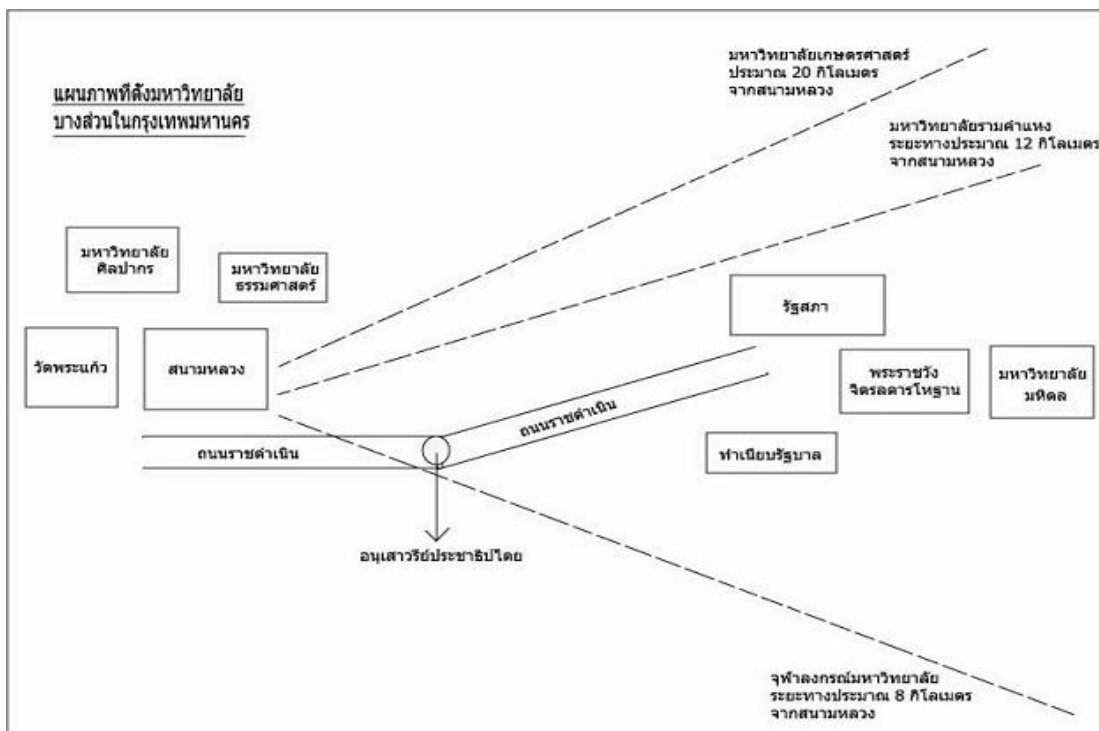 แผนภาพที่ตั้งมหาวิทยาลัย
บางส่วนในกรุงเทพมหานคร
มหาวิทยาลัยเกษตรศาสตร์
ประมาณ 20 กิโลเมตร
จากสนามหลวง
มหาวิทยาลัยรามคำแหง
ระยะทางประมาณ 12 กิโลเมตร
จากสนามหลวง
มหาวิทยาลัย
ศิลปากร
มหาวิทยาลัย
ธรรมศาสตร์
รัฐสภา
วัดพระแก้ว
สนามหลวง
พระราชวัง
จิตรลดารโหฐาน
มหาวิทยาลัย
มหิดล
ถนนราชดำเนิน
ถนนราชดำเนิน
ทำเนียบรัฐบาล
อนุเสาวรีย์ประชาธิปไตย
จุฬาลงกรณ์มหาวิทยาลัย
ระยะทางประมาณ 8 กิโลเมตร
จากสนามหลวง